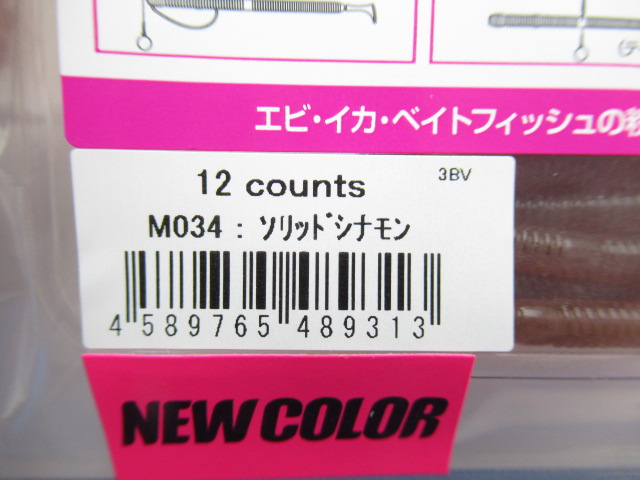 (テ
エビ・イカ・ベイトフィッシュの
12 counts
3BV
M034 : ソリッドシナモン
4 589765 489313
NEW COLOR